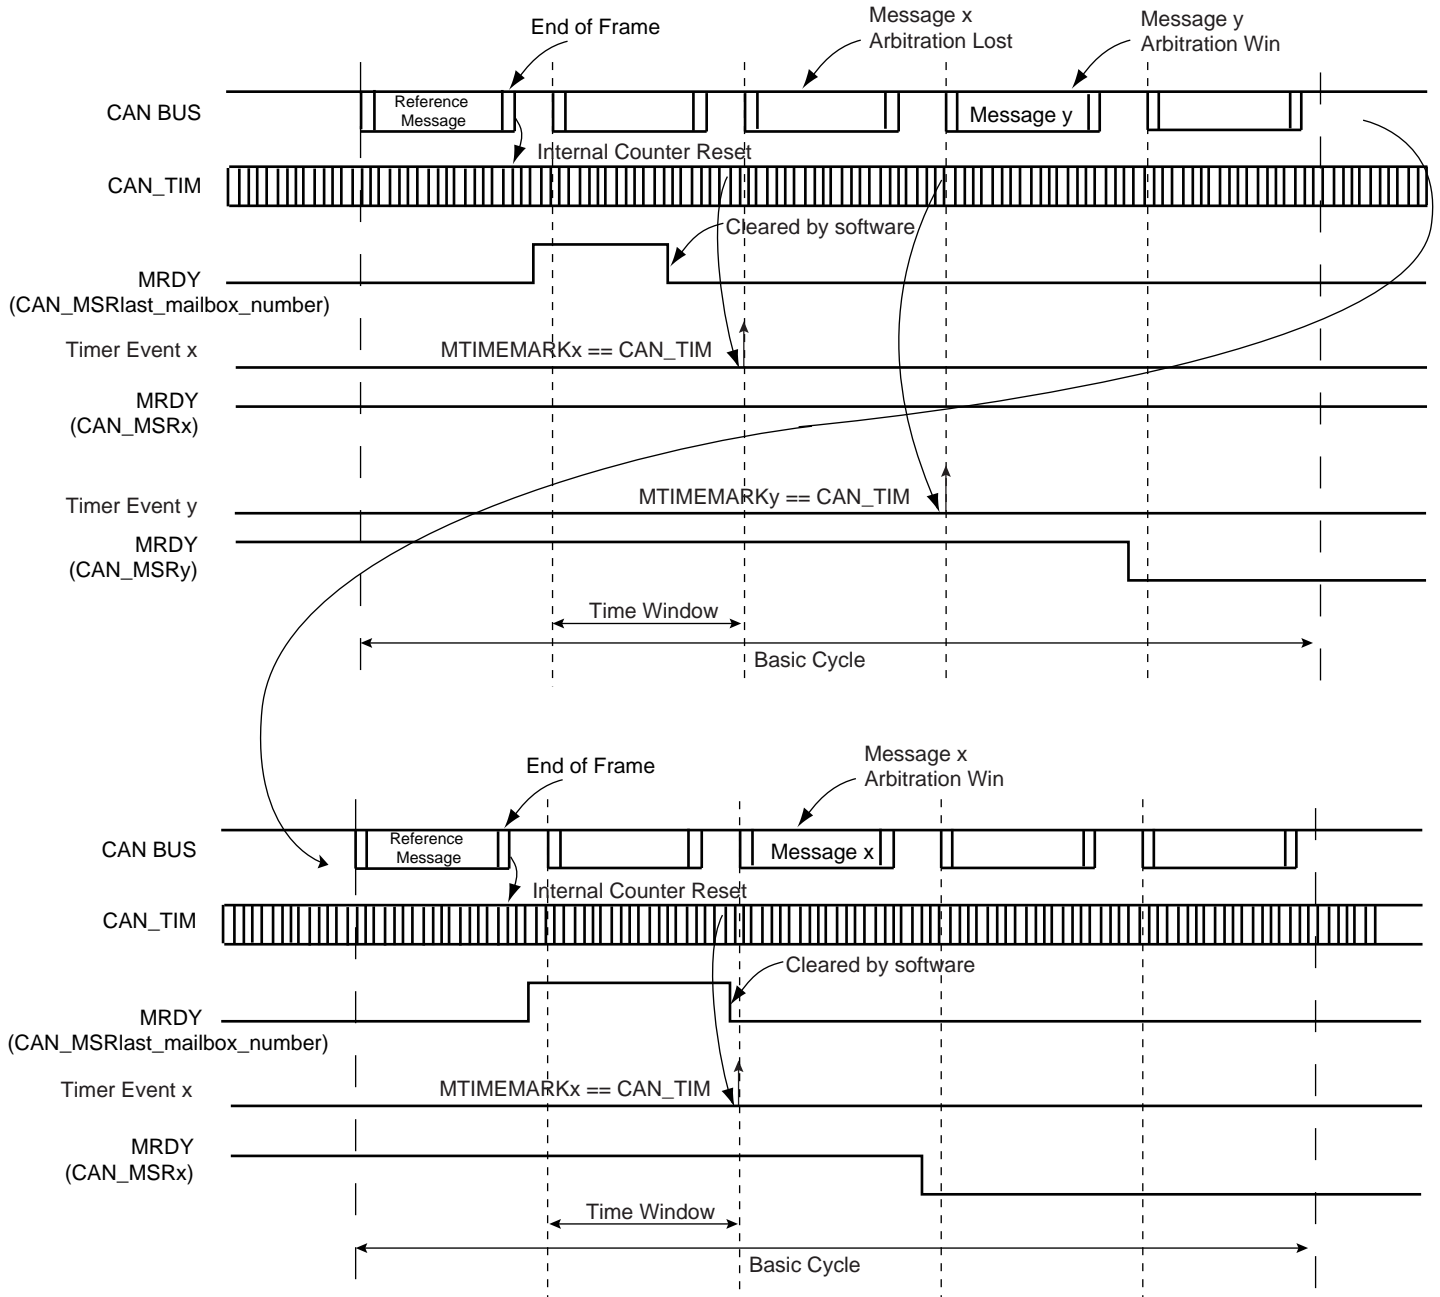 End of Frame
Message x
Arbitration Lost
Message y
Arbitration Win
CAN BUS
Reference
Message
Message y
Internal Counter Reset
CAN_TIM
Cleared by software
MRDY
(CAN_MSRlast_mailbox_number)
Timer Event x
MTIMEMARKx == CAN_TIM
MRDY
(CAN_MSRx)
Timer Event y
MTIMEMARKy == CAN_TIM
MRDY
(CAN_MSRy)
Time Window
Basic Cycle
End of Frame
Message x
Arbitration Win
CAN BUS
Reference
Message
Message x
Internal Counter Reset
CAN_TIM
Cleared by software
MRDY
(CAN_MSRlast_mailbox_number)
Timer Event x
MTIMEMARKx == CAN_TIM
MRDY
(CAN_MSRx)
Time Window
Basic Cycle